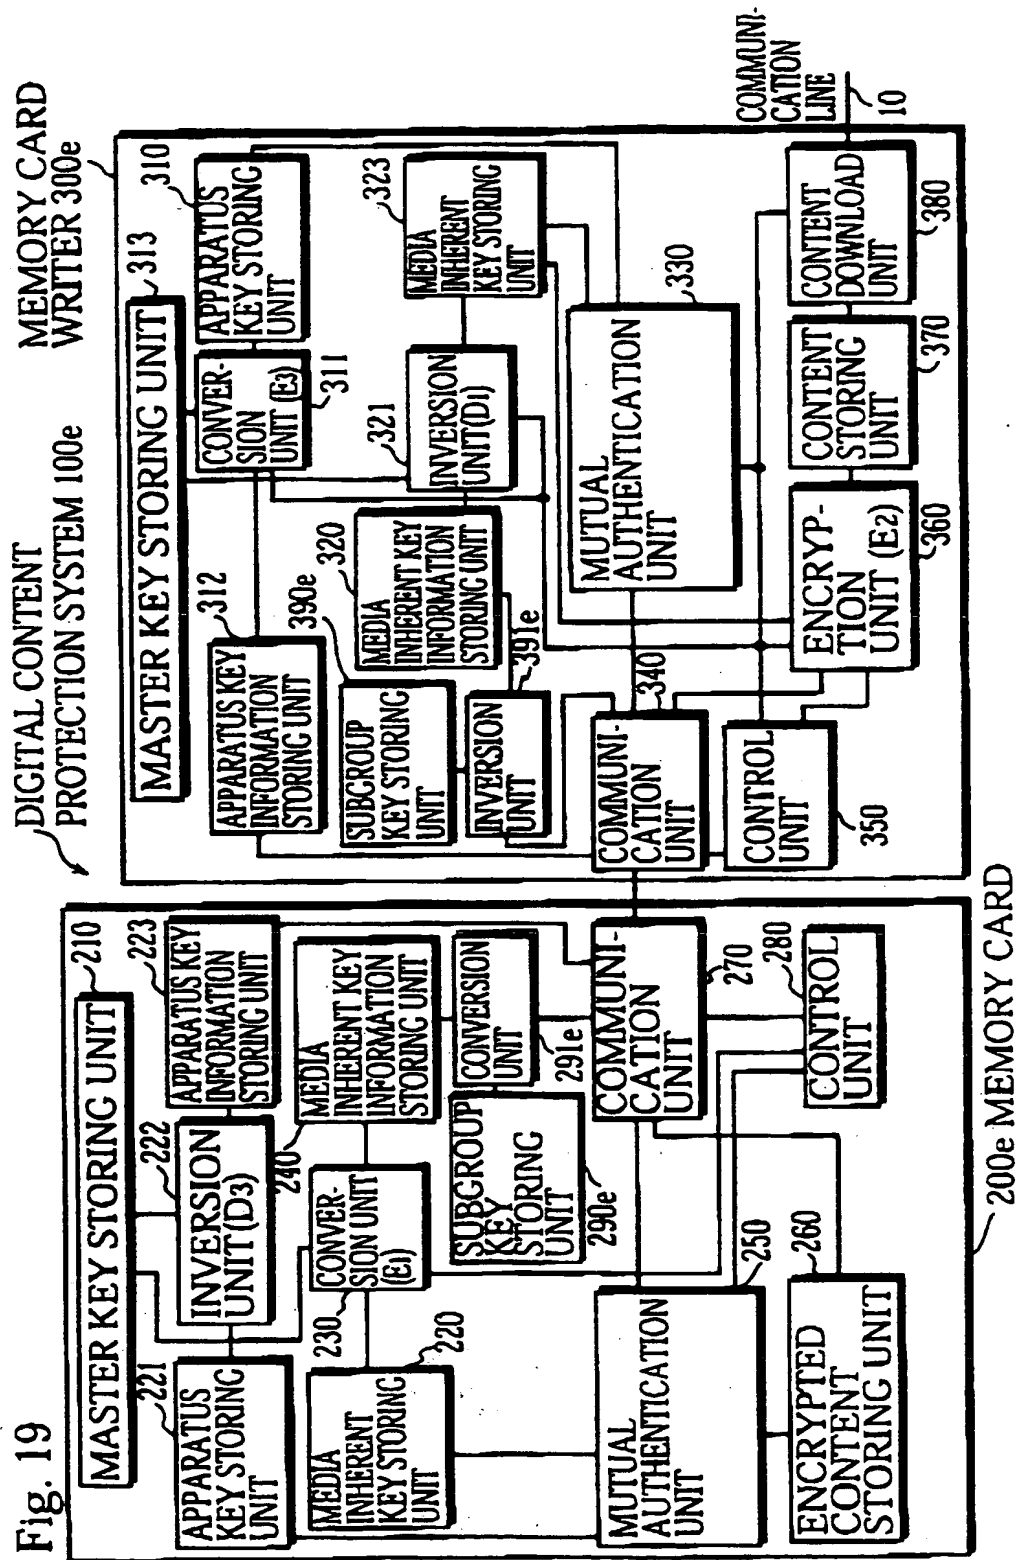 Fig. 19
DIGITAL CONTENT
PROTECTION SYSTEM 100e
MASTER KEY STORING UNIT
210
APPARATUS
KEY STORING
UNIT
221
INVERSION
UNIT(D3)
222
APPARATUS KEY
INFORMATION
STORING UNIT
223
MEDIA
INHERENT
KEY STORING
UNIT
220
CONVER-
SION UNIT
(E1)
230
MEDIA
INHERENT KEY
INFORMATION
STORING UNIT
240
SUBGROUP
KEY
STORING
UNIT
290e
CONVERSION
UNIT
291e
MUTUAL
AUTHENTICATION
UNIT
250
COMMUNI-
CATION
UNIT
270
ENCRYPTED
CONTENT
STORING UNIT
260
CONTROL
UNIT
280
200e MEMORY CARD
MEMORY CARD
WRITER 300e
MASTER KEY STORING UNIT
313
APPARATUS KEY
INFORMATION
STORING UNIT
312
CONVER-
SION
UNIT (E3)
311
APPARATUS
KEY STORING
UNIT
310
SUBGROUP
KEY STORING
UNIT
390e
MEDIA
INHERENT KEY
INFORMATION
STORING UNIT
320
INVERSION
UNIT(D1)
321
MEDIA
INHERENT
KEY STORING
UNIT
323
INVERSION
UNIT
391e
COMMUNI-
CATION
UNIT
340
MUTUAL
AUTHENTICATION
UNIT
330
CONTROL
UNIT
350
ENCRYP-
TION
UNIT (E2)
360
CONTENT
STORING
UNIT
370
CONTENT
DOWNLOAD
UNIT
380
COMMUNI-
CATION
LINE
10